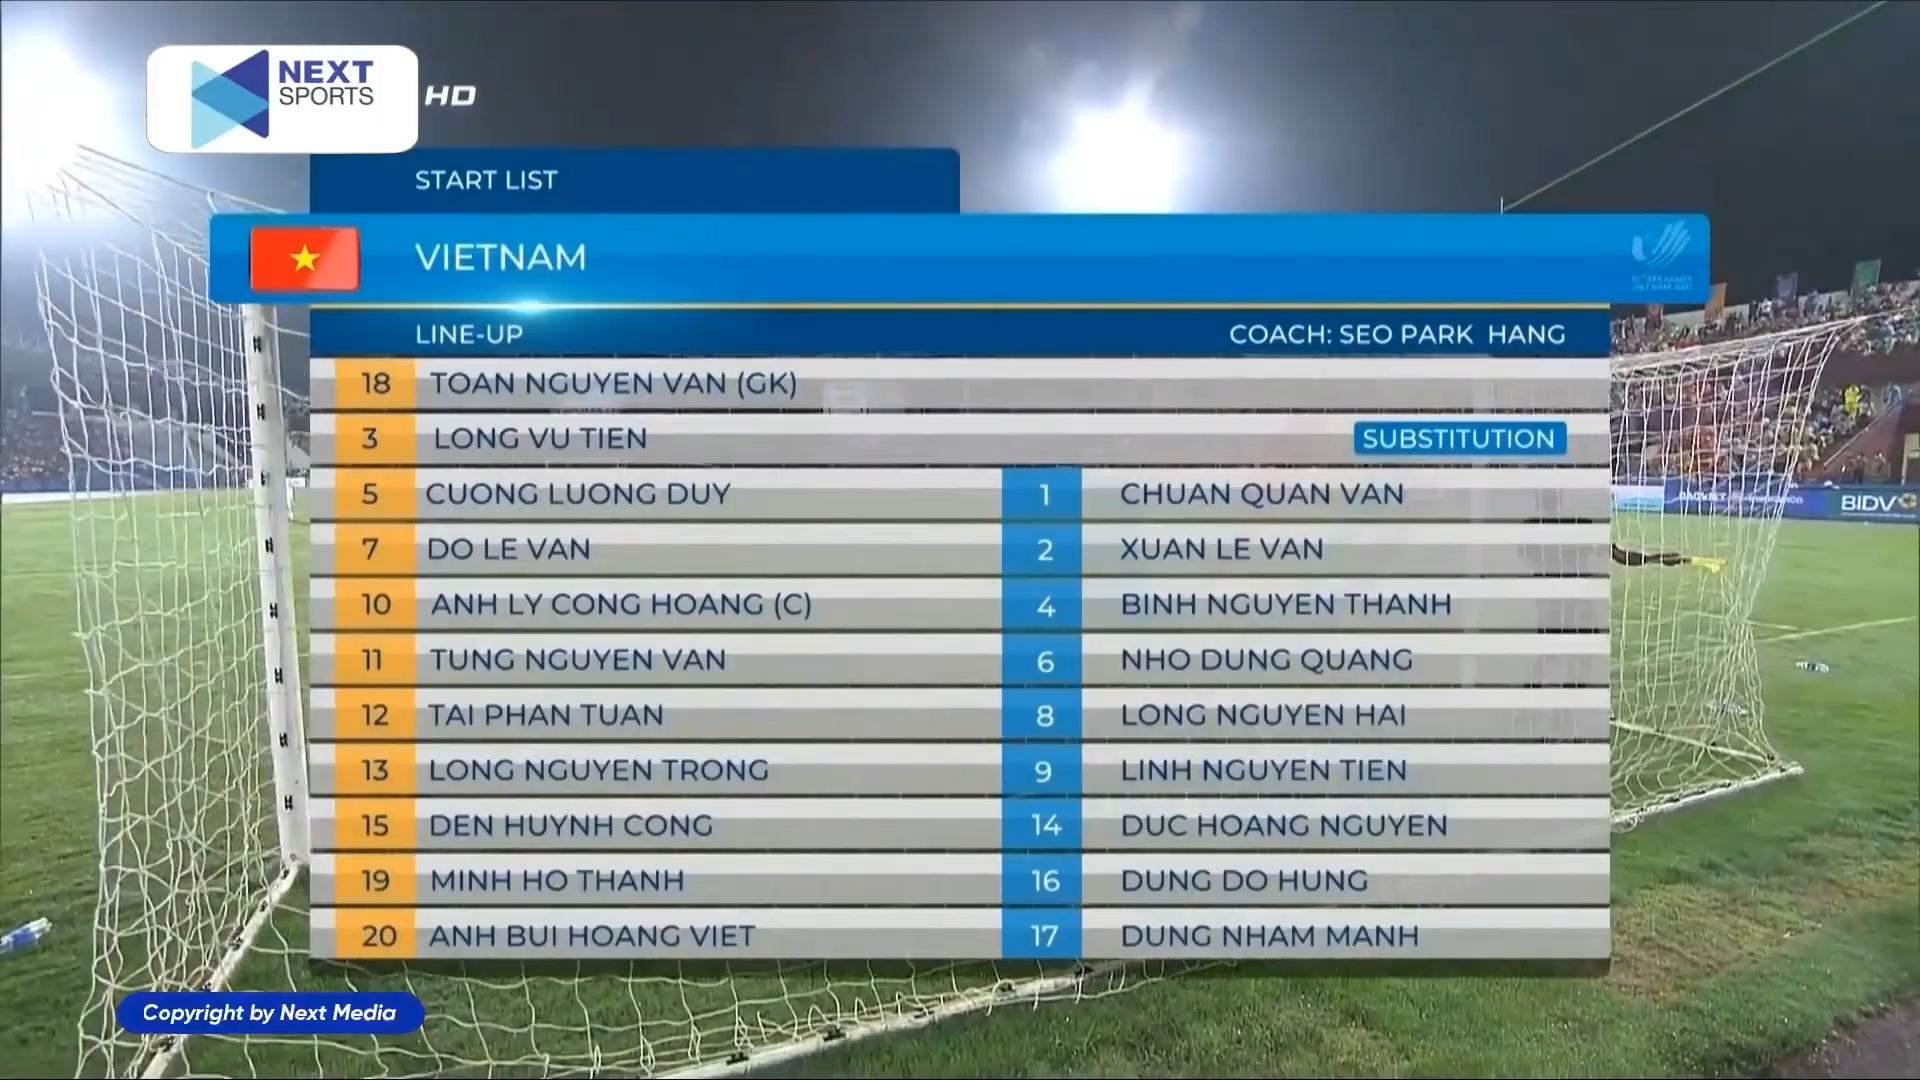 NEXT
SPORTS
HD
START LIST
VIETNAM
LINE-UP
COACH: SEO PARK HANG
18 TOAN NGUYEN VAN (GK)
3 LONG VU TIEN
5 CUONG LUONG DUY
7 DO LE VAN
10 ANH LY CONG HOANG (C)
11 TUNG NGUYEN VAN
12 TAI PHAN TUAN
13 LONG NGUYEN TRONG
15 DEN HUYNH CONG
19 MINH HO THANH
20 ANH BUI HOANG VIET
SUBSTITUTION
1 CHUAN QUAN VAN
2 XUAN LE VAN
4 BINH NGUYEN THANH
6 NHO DUNG QUANG
8 LONG NGUYEN HAI
9 LINH NGUYEN TIEN
14 DUC HOANG NGUYEN
16 DUNG DO HUNG
17 DUNG NHAM MANH
BIDV
Copyright by Next Media